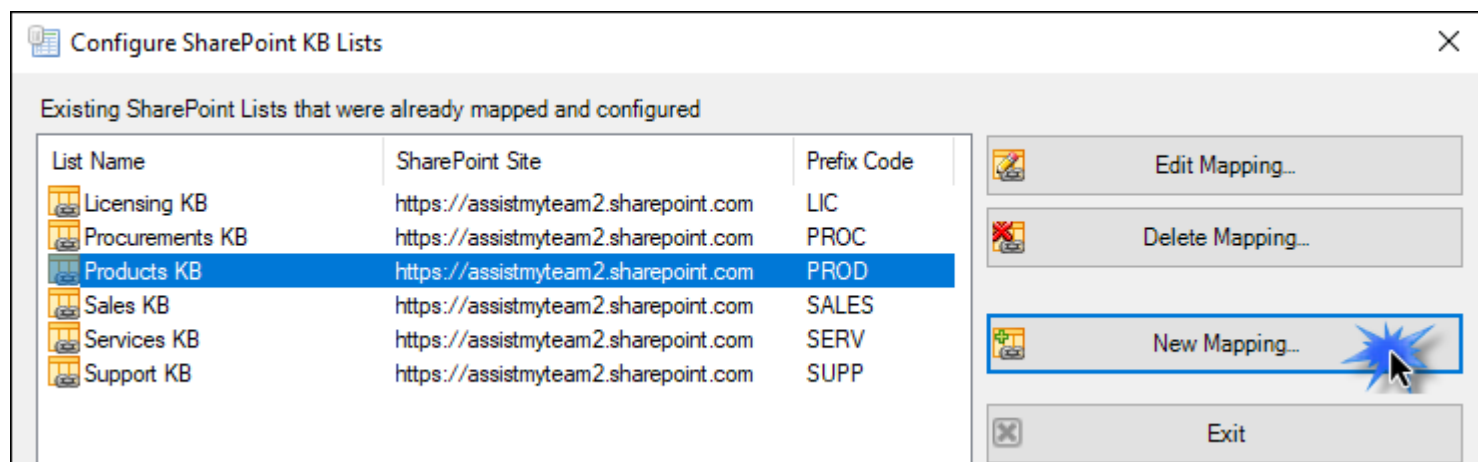 Configure SharePoint KB Lists
Existing SharePoint Lists that were already mapped and configured
List Name SharePoint Site Prefix Code
Licensing KB https://assistmyteam2.sharepoint.com LIC
Procurements KB https://assistmyteam2.sharepoint.com PROC
Products KB https://assistmyteam2.sharepoint.com PROD
Sales KB https://assistmyteam2.sharepoint.com SALES
Services KB https://assistmyteam2.sharepoint.com SERV
Support KB https://assistmyteam2.sharepoint.com SUPP
Edit Mapping...
Delete Mapping...
New Mapping...
Exit